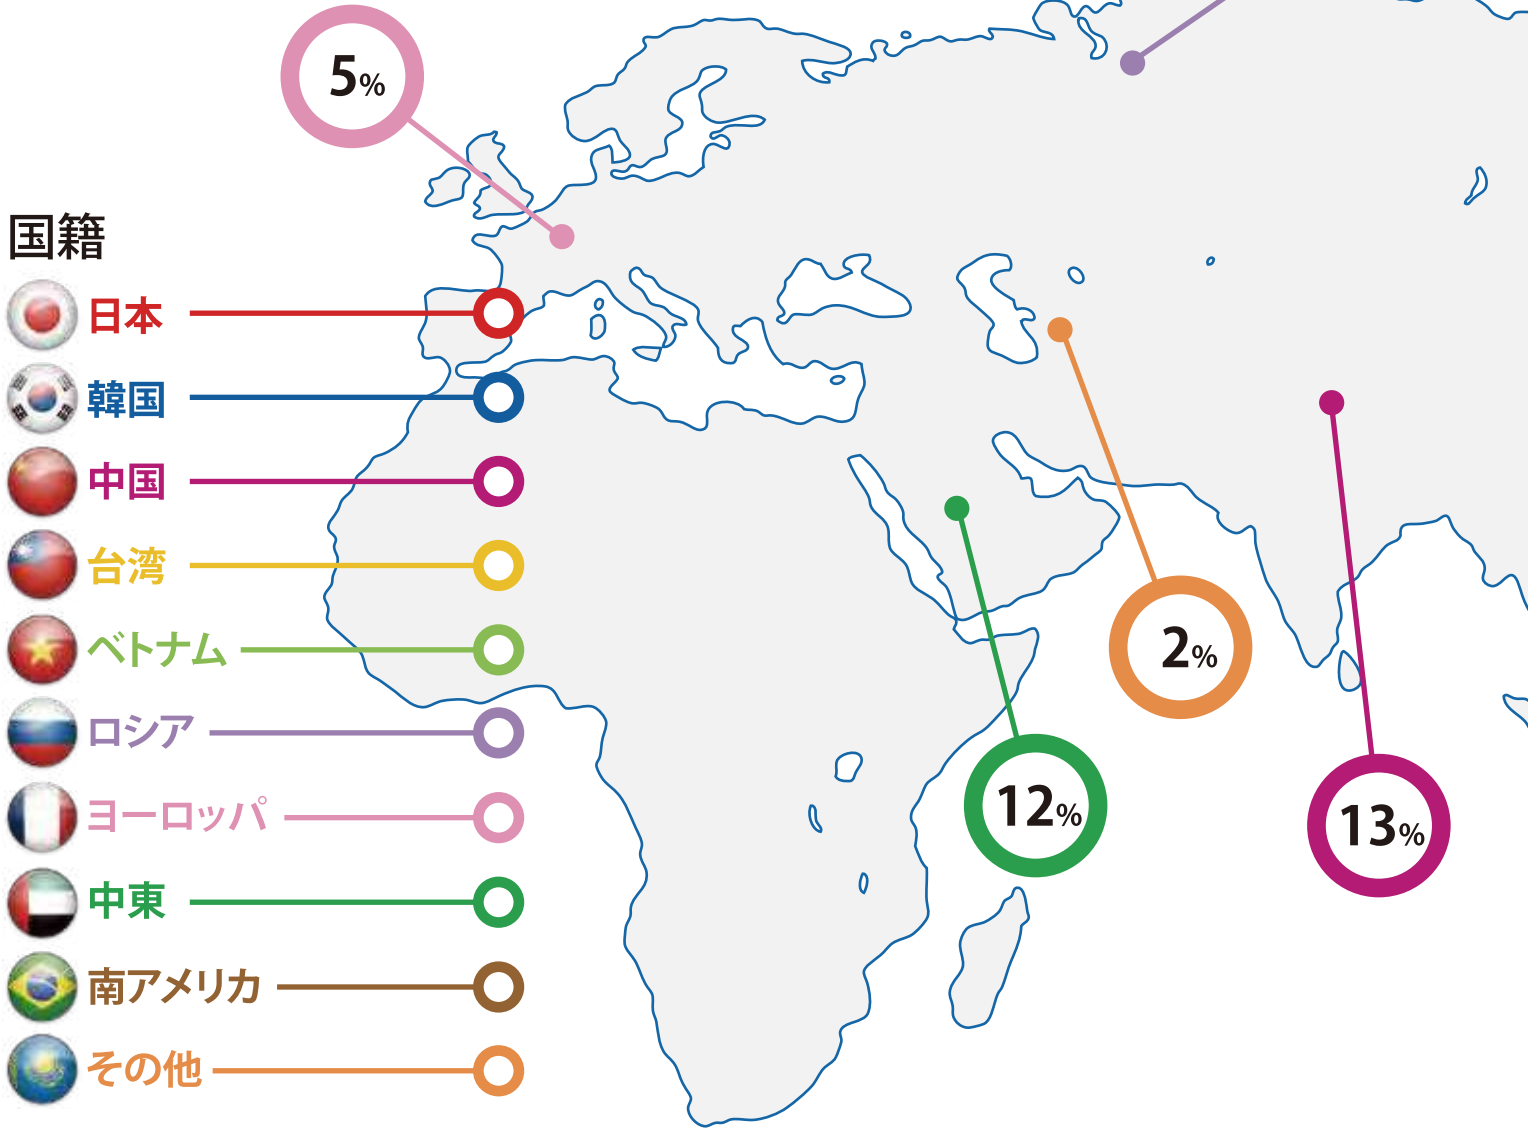 5%
国籍
日本
韓国
中国
台湾
ベトナム
ロシア
ヨーロッパ
中東
南アメリカ
その他
2%
12%
13%